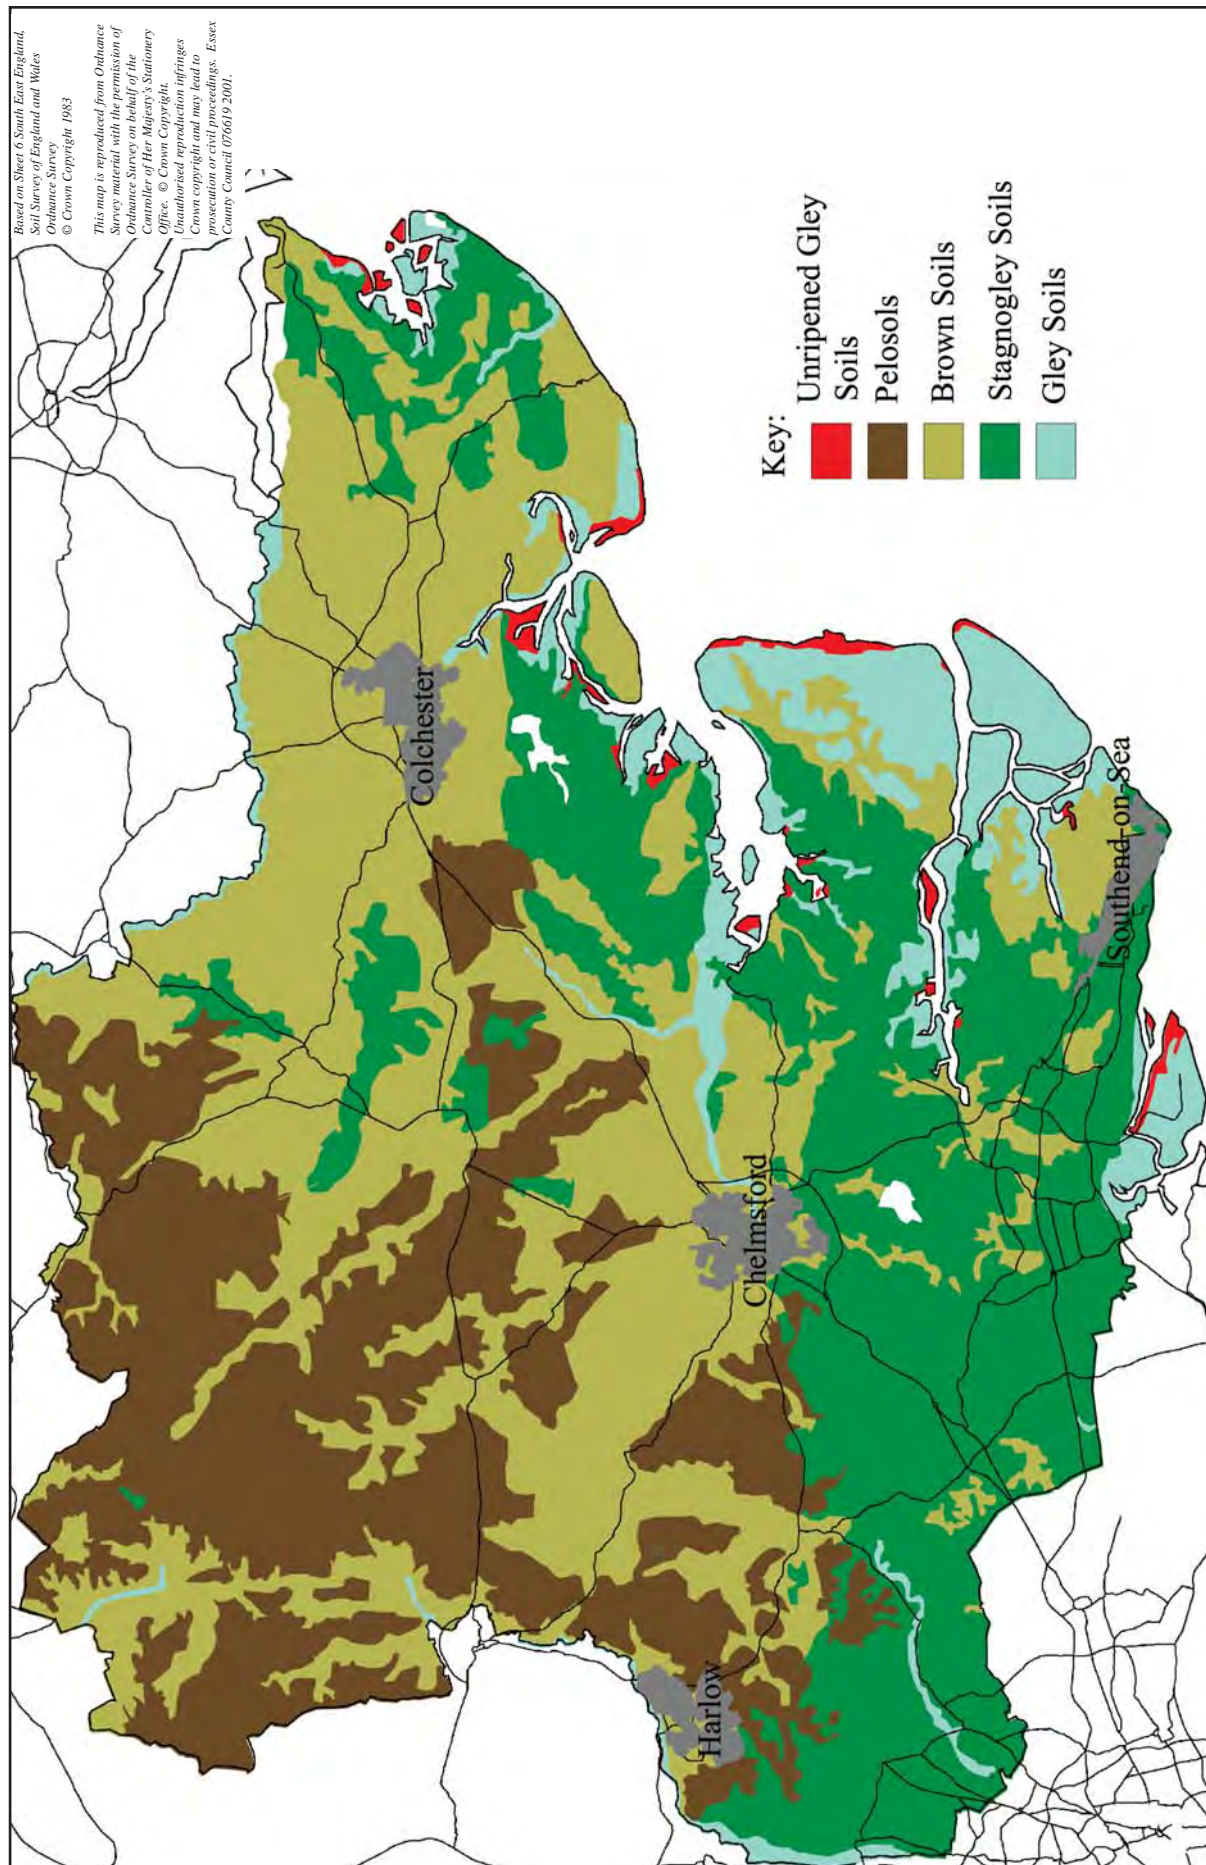 Based on Sheet 6 South East England,
Soil Survey of England and Wales
Ordnance Survey
© Crown Copyright 1983
This map is reproduced from Ordnance
Survey material with the permission of
Ordnance Survey on behalf of the
Controller of Her Majesty's Stationery
Office. © Crown Copyright.
Unauthorised reproduction infringes
Crown copyright and may lead to
prosecution or civil proceedings. Essex
County Council 076619 2001.
Colchester
Chelmsford
Harlow
Southend-on-Sea
Key:
Unripened Gley
Soils
Pelosols
Brown Soils
Stagnogley Soils
Gley Soils